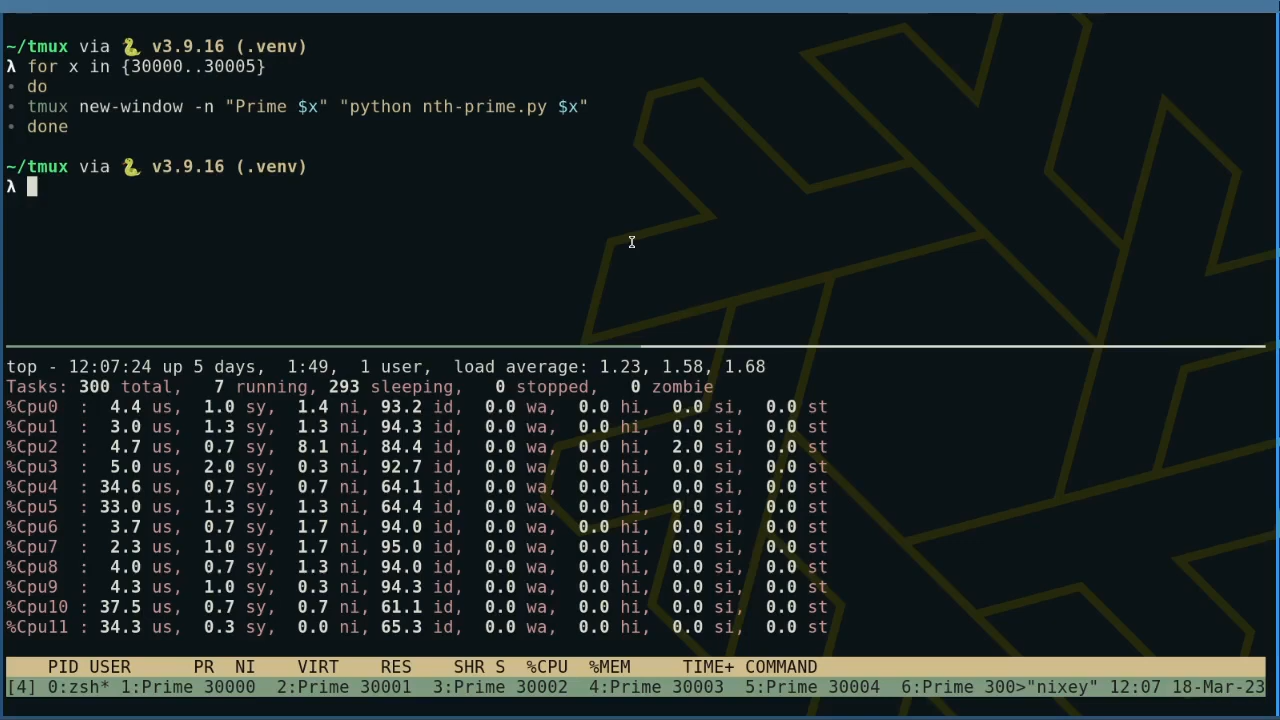 ~/tmux via 🐍 v3.9.16 (.venv)
λ for x in {30000..30005}
• do
• tmux new-window -n "Prime $x" "python nth-prime.py $x"
• done
~/tmux via 🐍 v3.9.16 (.venv)
λ
top - 12:07:24 up 5 days,  1:49,  1 user,  load average: 1.23, 1.58, 1.68
Tasks: 300 total,   7 running, 293 sleeping,   0 stopped,   0 zombie
%Cpu0  :  4.4 us,  1.0 sy,  1.4 ni, 93.2 id,  0.0 wa,  0.0 hi,  0.0 si,  0.0 st
%Cpu1  :  3.0 us,  1.3 sy,  1.3 ni, 94.3 id,  0.0 wa,  0.0 hi,  0.0 si,  0.0 st
%Cpu2  :  4.7 us,  0.7 sy,  8.1 ni, 84.4 id,  0.0 wa,  0.0 hi,  2.0 si,  0.0 st
%Cpu3  :  5.0 us,  2.0 sy,  0.3 ni, 92.7 id,  0.0 wa,  0.0 hi,  0.0 si,  0.0 st
%Cpu4  : 34.6 us,  0.7 sy,  0.7 ni, 64.1 id,  0.0 wa,  0.0 hi,  0.0 si,  0.0 st
%Cpu5  : 33.0 us,  1.3 sy,  1.3 ni, 64.4 id,  0.0 wa,  0.0 hi,  0.0 si,  0.0 st
%Cpu6  :  3.7 us,  0.7 sy,  1.7 ni, 94.0 id,  0.0 wa,  0.0 hi,  0.0 si,  0.0 st
%Cpu7  :  2.3 us,  1.0 sy,  1.7 ni, 95.0 id,  0.0 wa,  0.0 hi,  0.0 si,  0.0 st
%Cpu8  :  4.0 us,  0.7 sy,  1.3 ni, 94.0 id,  0.0 wa,  0.0 hi,  0.0 si,  0.0 st
%Cpu9  :  4.3 us,  1.0 sy,  0.3 ni, 94.3 id,  0.0 wa,  0.0 hi,  0.0 si,  0.0 st
%Cpu10 : 37.5 us,  0.7 sy,  0.7 ni, 61.1 id,  0.0 wa,  0.0 hi,  0.0 si,  0.0 st
%Cpu11 : 34.3 us,  0.3 sy,  0.0 ni, 65.3 id,  0.0 wa,  0.0 hi,  0.0 si,  0.0 st
PID USER      PR  NI    VIRT    RES    SHR S  %CPU  %MEM     TIME+ COMMAND
[4] 0:zsh* 1:Prime 30000  2:Prime 30001  3:Prime 30002  4:Prime 30003  5:Prime 30004  6:Prime 300>"nixey" 12:07 18-Mar-23